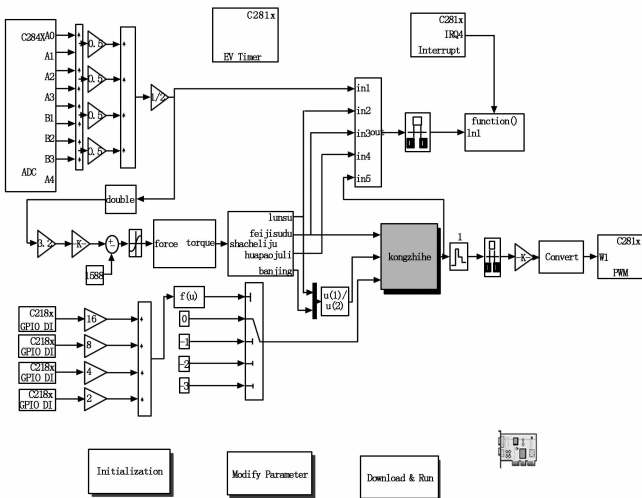 C281x
EV Timer
C281x
IRQ4
Interrupt
C284X
A0
A1
A2
A3
B1
B2
B3
A4
ADC
0.5
0.5
0.5
0.5
1/2
in1
in2
in3
in4
in5
out
function()
ln1
double
3.2
-K-
1588
force
torque
lunsu
feijisudu
shacheliju
huapaojuli
banjing
kongzhihe
u(1)/
u(2)
1
-K-
Convert
C281x
W1
PWM
C218x
GPIO DI
C218x
GPIO DI
C218x
GPIO DI
C218x
GPIO DI
16
8
4
2
f(u)
0
-1
-2
-3
Initialization
Modify Parameter
Download & Run